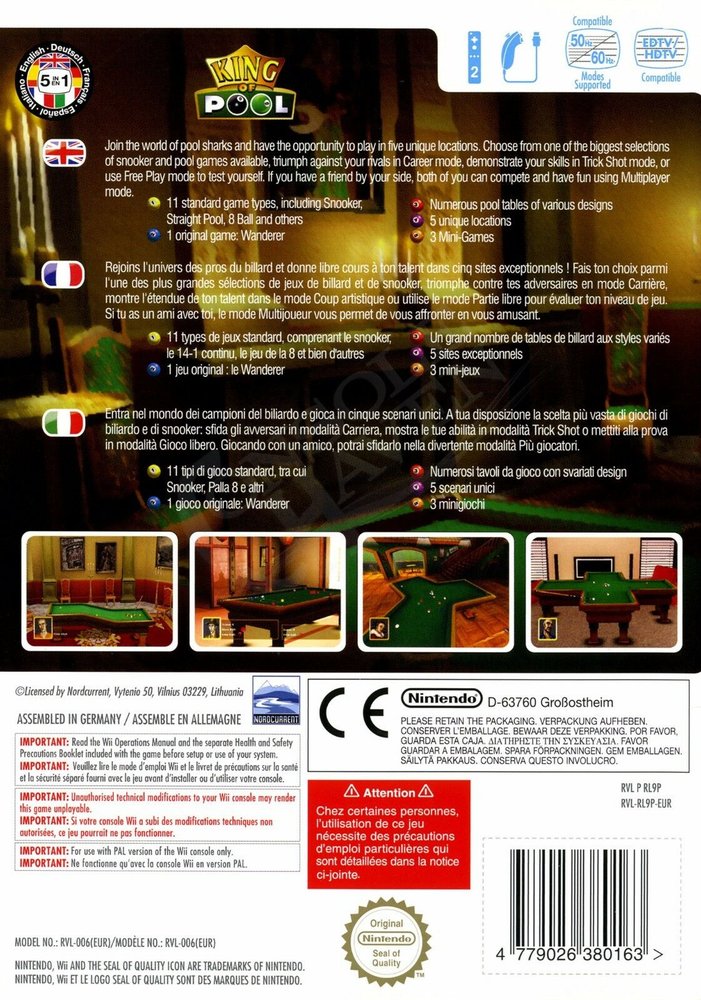 Compatible
50Hz
60Hz
Modes
Supported
EDTV/
HDTV
Compatible
2
English • Deutsch • Français • Español • Italiano
5 IN EN 1
KING
OF
POOL
Join the world of pool sharks and have the opportunity to play in five unique locations. Choose from one of the biggest selections
of snooker and pool games available, triumph against your rivals in Career mode, demonstrate your skills in Trick Shot mode, or
use Free Play mode to test yourself. If you have a friend by your side, both of you can compete and have fun using Multiplayer
mode.
11 standard game types, including Snooker,
Straight Pool, 8 Ball and others
1 original game: Wanderer
Numerous pool tables of various designs
5 unique locations
3 Mini-Games
Rejoins l'univers des pros du billard et donne libre cours à ton talent dans cinq sites exceptionnels ! Fais ton choix parmi
l'une des plus grandes sélections de jeux de billard et de snooker, triomphe contre tes adversaires en mode Carrière,
montre l'étendue de ton talent dans le mode Coup artistique ou utilise le mode Partie libre pour évaluer ton niveau de jeu.
Si tu as un ami avec toi, le mode Multijoueur vous permet de vous affronter en vous amusant.
11 types de jeux standard, comprenant le snooker,
le 14-1 continu, le jeu de la 8 et bien d'autres
1 jeu original : le Wanderer
Un grand nombre de tables de billard aux styles variés
5 sites exceptionnels
3 mini-jeux
Entra nel mondo dei campioni del biliardo e gioca in cinque scenari unici. A tua disposizione la scelta più vasta di giochi di
biliardo e di snooker: sfida gli avversari in modalità Carriera, mostra le tue abilità in modalità Trick Shot o mettiti alla prova
in modalità Gioco libero. Giocando con un amico, potrai sfidarlo nella divertente modalità Più giocatori.
11 tipi di gioco standard, tra cui
Snooker, Palla 8 e altri
1 gioco originale: Wanderer
Numerosi tavoli da gioco con svariati design
5 scenari unici
3 minigiochi
©Licensed by Nordcurrent, Vytenio 50, Vilnius 03229, Lithuania
NORDCURRENT
ASSEMBLED IN GERMANY / ASSEMBLE EN ALLEMAGNE
IMPORTANT: Read the Wii Operations Manual and the separate Health and Safety
Precautions Booklet included with the game before setup or use of your system.
IMPORTANT: Veuillez lire le mode d'emploi Wii et le livret de précautions sur la santé
et la sécurité séparé fourni avec le jeu avant d'installer ou d'utiliser votre console.
IMPORTANT: Unauthorised technical modifications to your Wii console may render
this game unplayable.
IMPORTANT: Si votre console Wii a subi des modifications techniques non
autorisées, ce jeu pourrait ne pas fonctionner.
IMPORTANT: For use with PAL version of the Wii console only.
IMPORTANT: Ne fonctionne qu'avec la console Wii en version PAL.
CE
Nintendo D-63760 Großostheim
PLEASE RETAIN THE PACKAGING. VERPACKUNG AUFHEBEN.
CONSERVER L'EMBALLAGE. BEWAAR DEZE VERPAKKING. POR FAVOR,
GUARDA ESTA CAJA. ΔΙΑΤΗΡΗΣΤΕ ΤΗΝ ΣΥΣΚΕΥΑΣΙΑ. FAVOR
GUARDAR A EMBALAGEM. SPARA FÖRPACKNINGEN. GEM EMBALLAGEN.
SÄILYTÄ PAKKAUS. CONSERVA QUESTO INVOLUCRO.
Attention
Chez certaines personnes,
l'utilisation de ce jeu
nécessite des précautions
d'emploi particulières qui
sont détaillées dans la notice
ci-jointe.
RVL P RL9P
RVL-RL9P-EUR
Original
Nintendo
Seal of
Quality
TM
4 779026 380163 >
MODEL NO.: RVL-006(EUR)/MODÈLE NO.: RVL-006(EUR)
NINTENDO, Wii AND THE SEAL OF QUALITY ICON ARE TRADEMARKS OF NINTENDO.
NINTENDO, Wii ET LE LOGO SEAL OF QUALITY SONT DES MARQUES DE NINTENDO.